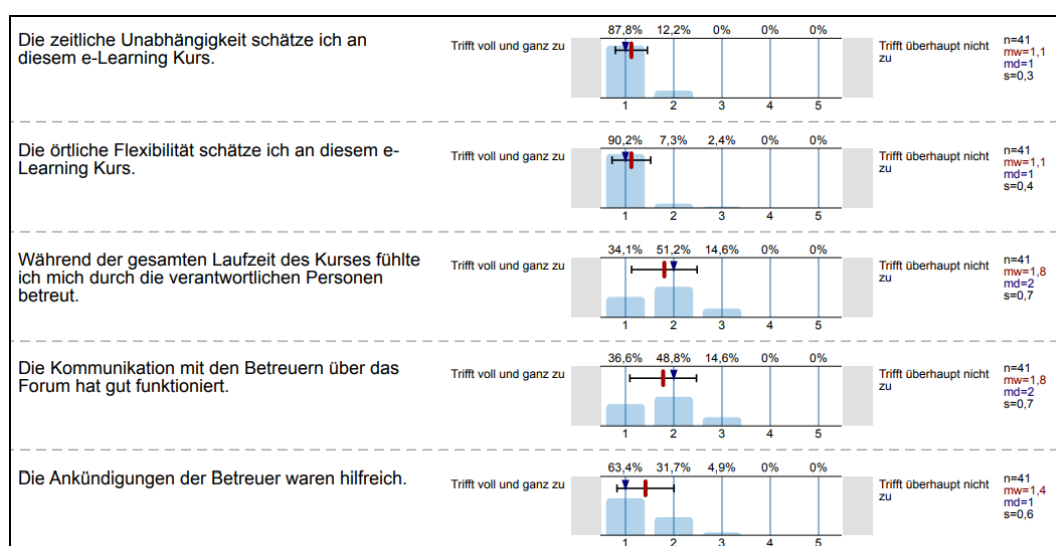 Die zeitliche Unabhängigkeit schätze ich an
diesem e-Learning Kurs.
Trifft voll und ganz zu
87,8% 12,2% 0% 0% 0%
1 2 3 4 5
Trifft überhaupt nicht
zu
n=41
mw=1,1
md=1
s=0,3
Die örtliche Flexibilität schätze ich an diesem e-
Learning Kurs.
Trifft voll und ganz zu
90,2% 7,3% 2,4% 0% 0%
1 2 3 4 5
Trifft überhaupt nicht
zu
n=41
mw=1,1
md=1
s=0,4
Während der gesamten Laufzeit des Kurses fühlte
ich mich durch die verantwortlichen Personen
betreut.
Trifft voll und ganz zu
34,1% 51,2% 14,6% 0% 0%
1 2 3 4 5
Trifft überhaupt nicht
zu
n=41
mw=1,8
md=2
s=0,7
Die Kommunikation mit den Betreuern über das
Forum hat gut funktioniert.
Trifft voll und ganz zu
36,6% 48,8% 14,6% 0% 0%
1 2 3 4 5
Trifft überhaupt nicht
zu
n=41
mw=1,8
md=2
s=0,7
Die Ankündigungen der Betreuer waren hilfreich.
Trifft voll und ganz zu
63,4% 31,7% 4,9% 0% 0%
1 2 3 4 5
Trifft überhaupt nicht
zu
n=41
mw=1,4
md=1
s=0,6